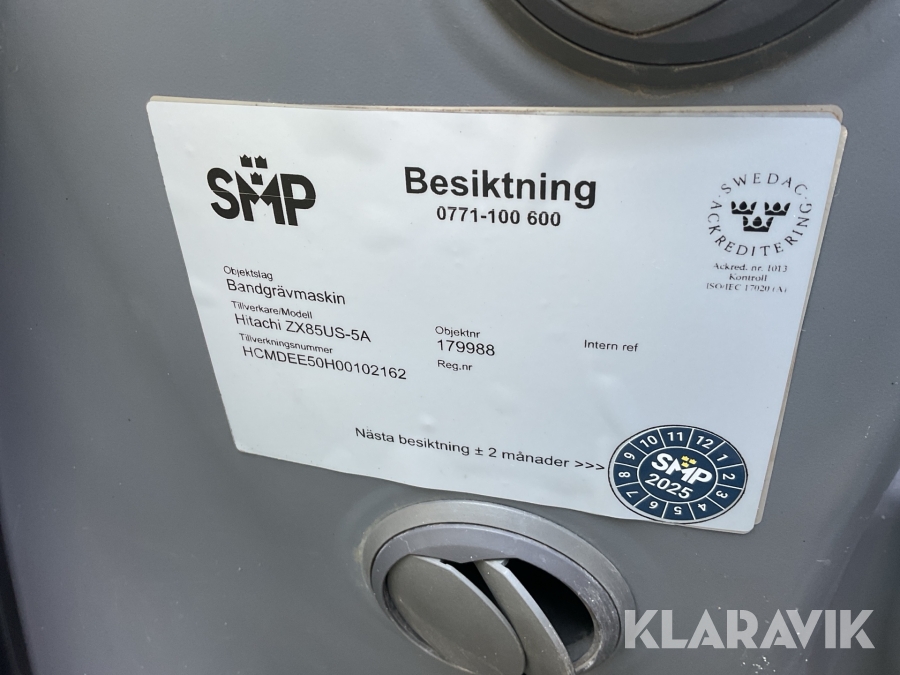 SMP
Besiktning
0771-100 600
SWEDAC
ACKREDITERING
Ackred. nr. 1013
Kontroll
ISO/IEC 17020 (A)
Objektslag
Bandgrävmaskin
Tillverkare/Modell
Hitachi ZX85US-5A
Tillverkningsnummer
HCMDEE50H00102162
Objektnr
179988
Reg.nr
Intern ref
Nästa besiktning ± 2 månader >>>
1 2 3 4 5 6 7 8 9 10 11 12
SMP
2025
KLARAVIK